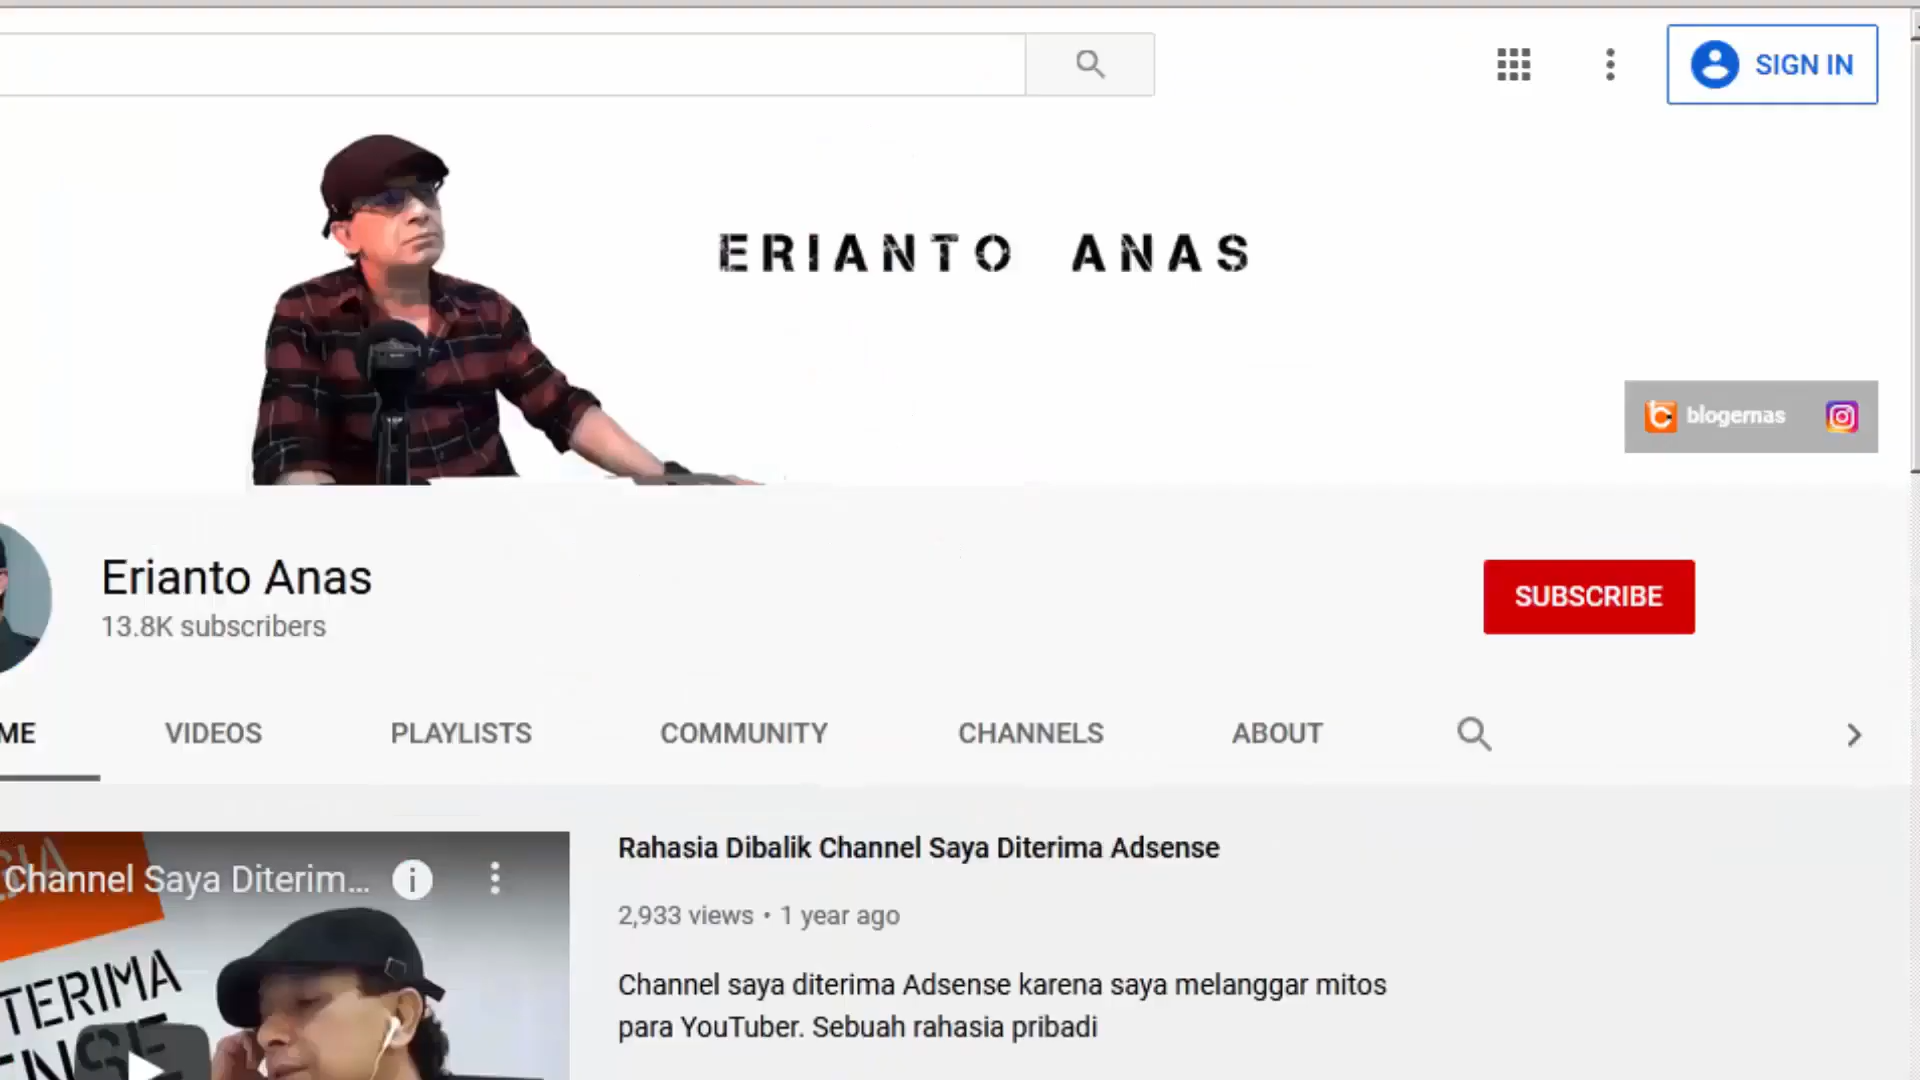 SIGN IN
ERIANTO ANAS
blogernas
Erianto Anas
13.8K subscribers
SUBSCRIBE
ME
VIDEOS
PLAYLISTS
COMMUNITY
CHANNELS
ABOUT
Channel Saya Diterim...
TERIMA
ENSE
Rahasia Dibalik Channel Saya Diterima Adsense
2,933 views • 1 year ago
Channel saya diterima Adsense karena saya melanggar mitos
para YouTuber. Sebuah rahasia pribadi